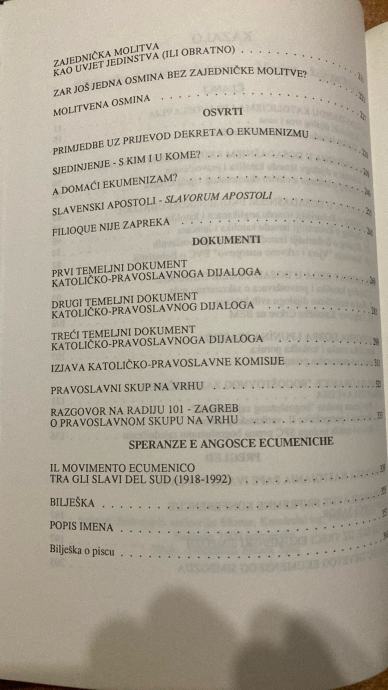 ZAJEDNIČKA MOLITVA
KAO UVJET JEDINSTVA (ILI OBRATNO)
ZAR JOŠ JEDNA OSMINA BEZ ZAJEDNIČKE MOLITVE?
MOLITVENA OSMINA
OSVRTI
PRIMJEDBE UZ PRIJEVOD DEKRETA O EKUMENIZMU
SJEDINJENJE - S KIM I U KOME?
A DOMAĆI EKUMENIZAM?
SLAVENSKI APOSTOLI - SLAVORUM APOSTOLI
FILIOQUE NIJE ZAPREKA
DOKUMENTI
PRVI TEMELJNI DOKUMENT
KATOLIČKO-PRAVOSLAVNOGA DIJALOGA
DRUGI TEMELJNI DOKUMENT
KATOLIČKO-PRAVOSLAVNOG DIJALOGA
TREĆI TEMELJNI DOKUMENT
KATOLIČKO-PRAVOSLAVNOGA DIJALOGA
IZJAVA KATOLIČKO-PRAVOSLAVNE KOMISIJE
PRAVOSLAVNI SKUP NA VRHU
RAZGOVOR NA RADIJU 101 - ZAGREB
O PRAVOSLAVNOM SKUPU NA VRHU
SPERANZE E ANGOSCE ECUMENICHE
IL MOVIMENTO ECUMENICO
TRA GLI SLAVI DEL SUD (1918-1992)
BILJEŠKA
POPIS IMENA
Bilješka o piscu